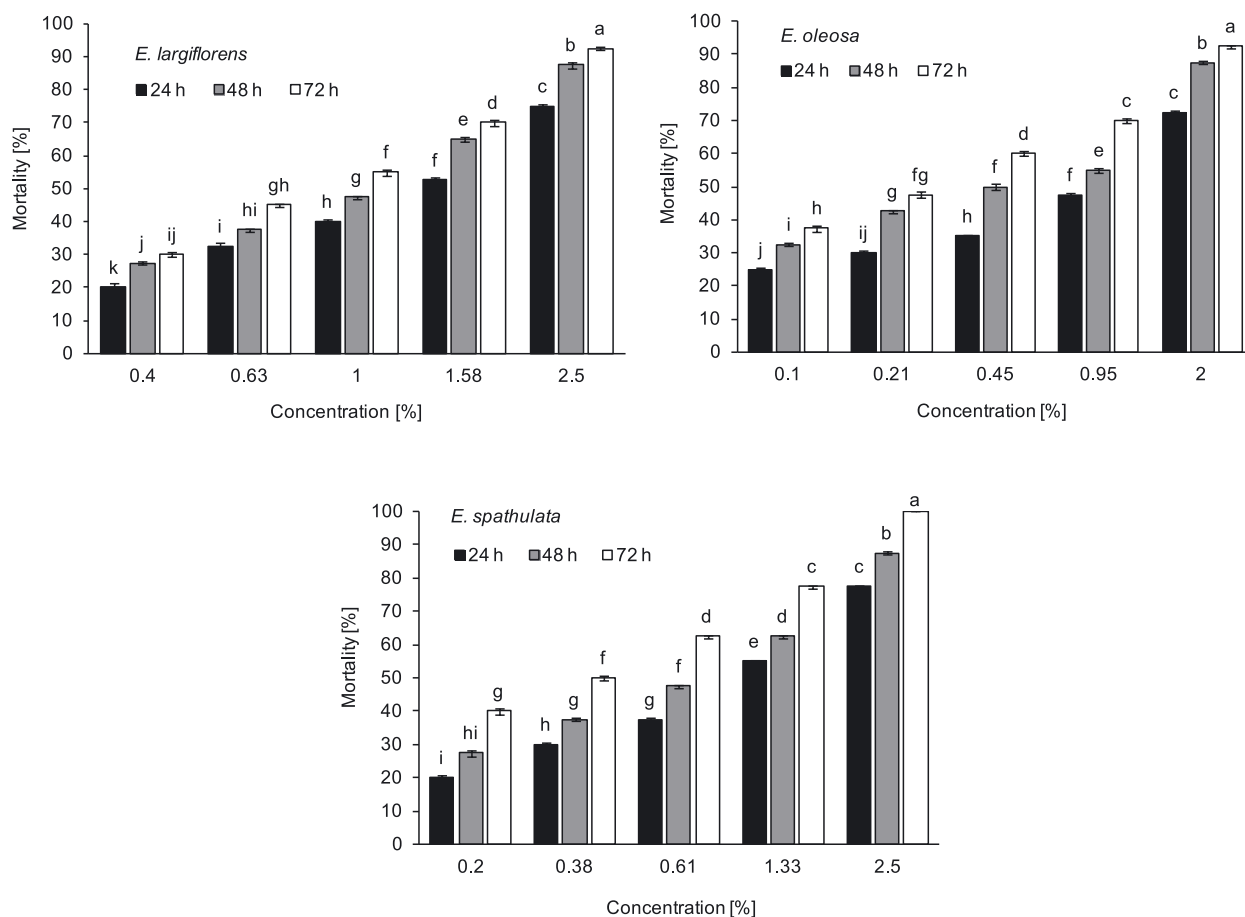 E. largiflorens
24 h 48 h 72 h
Mortality [%]
100
90
80
70
60
50
40
30
20
10
0
k j ij i hi gh h g f f e d c b a
0.4 0.63 1 1.58 2.5
Concentration [%]
E. oleosa
24 h 48 h 72 h
Mortality [%]
100
90
80
70
60
50
40
30
20
10
0
j i h ij g fg h f d f e c c b a
0.1 0.21 0.45 0.95 2
Concentration [%]
E. spathulata
24 h 48 h 72 h
Mortality [%]
100
90
80
70
60
50
40
30
20
10
0
i hi g h g f g f d e d c c b a
0.2 0.38 0.61 1.33 2.5
Concentration [%]